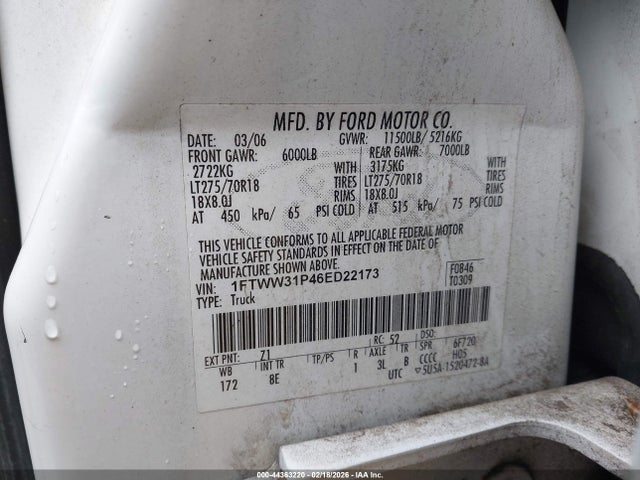 MFD. BY FORD MOTOR CO.
DATE: 03/06 GVWR: 11500LB/ 5216KG
FRONT GAWR: 6000LB REAR GAWR: 7000LB
2722KG WITH 3175KG WITH
LT275/70R18 TIRES LT275/70R18 TIRES
18X8.0J RIMS 18X8.0J RIMS
AT 450 kPa/ 65 PSI COLD AT 515 kPa/ 75 PSI COLD
THIS VEHICLE CONFORMS TO ALL APPLICABLE FEDERAL MOTOR
VEHICLE SAFETY STANDARDS IN EFFECT ON THE DATE OF
MANUFACTURE SHOWN ABOVE.
VIN: 1FTWW31P46ED22173 F0846
TYPE: Truck T0309
EXT PNT: Z1 RC: 52 DSO:
WB INT TR TP/PS R AXLE TR SPR 6F720
172 8E 1 3L B CCCC H05
UTC ▽5U5A-1520472-BA
000-44363220 - 02/18/2026 - IAA Inc.